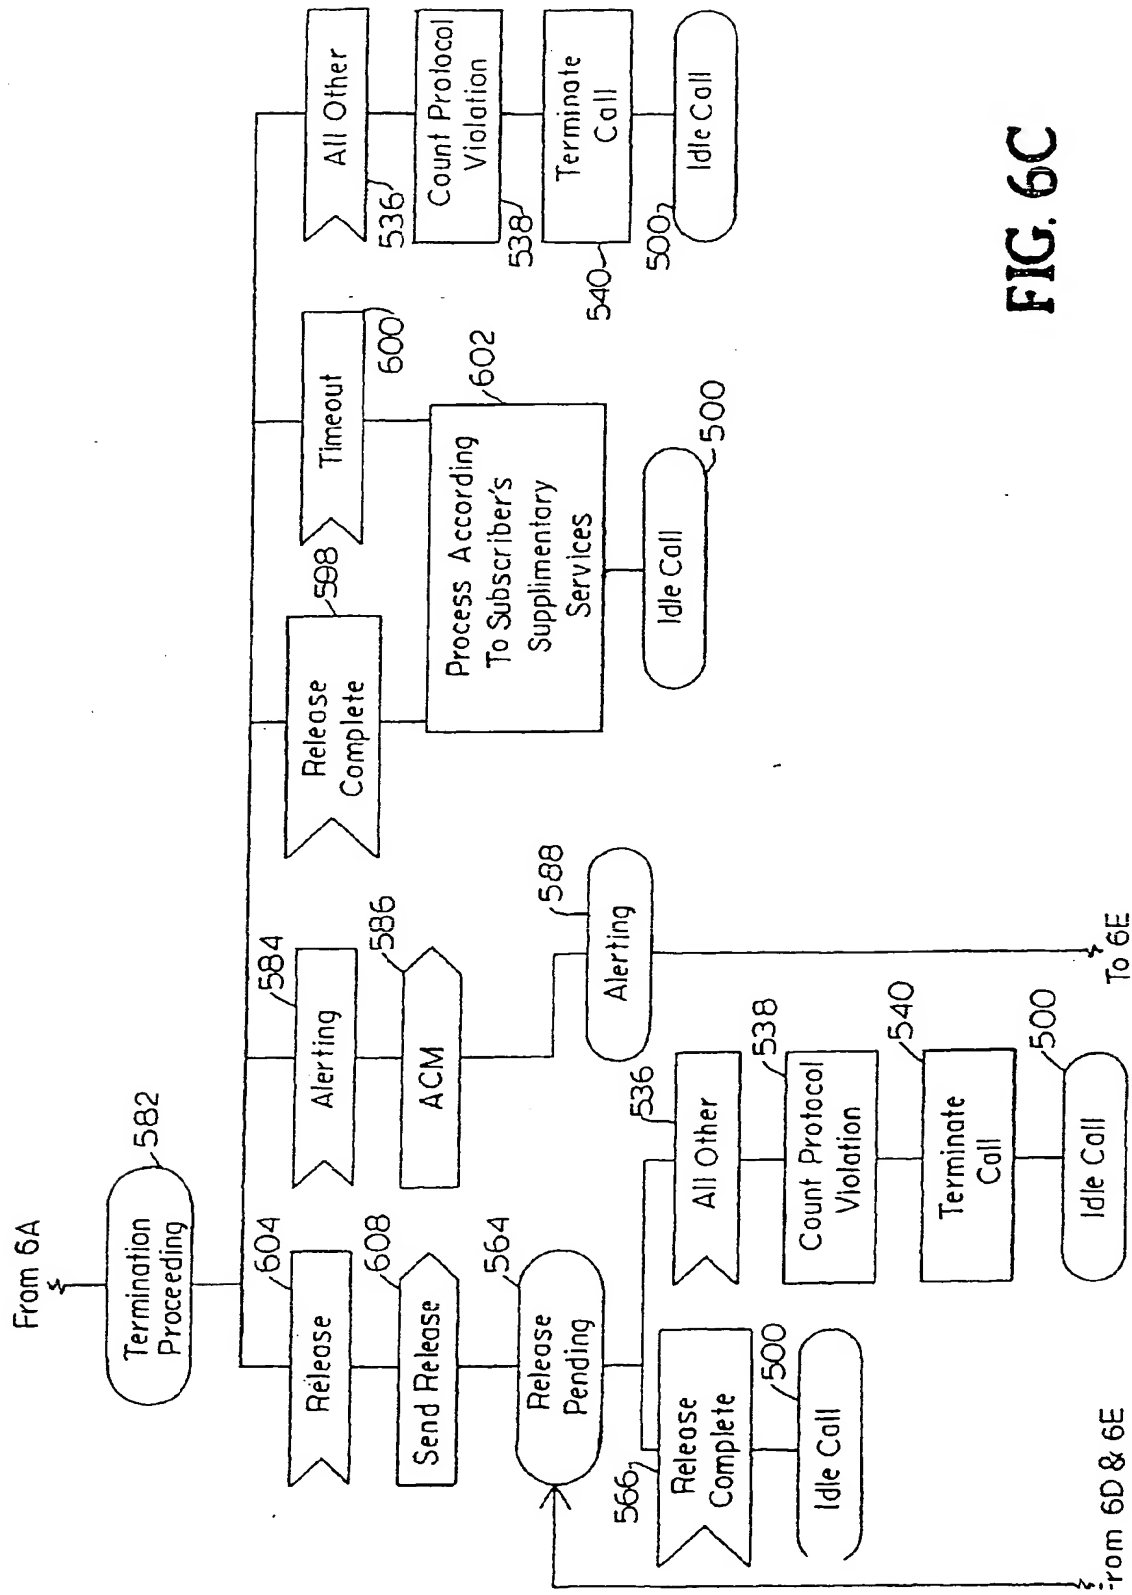 From 6A
Termination
Proceeding
582
604
Release
608
Send Release
564
Release
Pending
566
Release
Complete
500
Idle Call
536
All Other
538
Count Protocol
Violation
540
Terminate
Call
500
Idle Call
From 6D & 6E
584
Alerting
586
ACM
588
Alerting
To 6E
598
Release
Complete
600
Timeout
602
Process According
To Subscriber's
Supplimentary
Services
500
Idle Call
536
All Other
538
Count Protocol
Violation
540
Terminate
Call
500
Idle Call
FIG. 6C